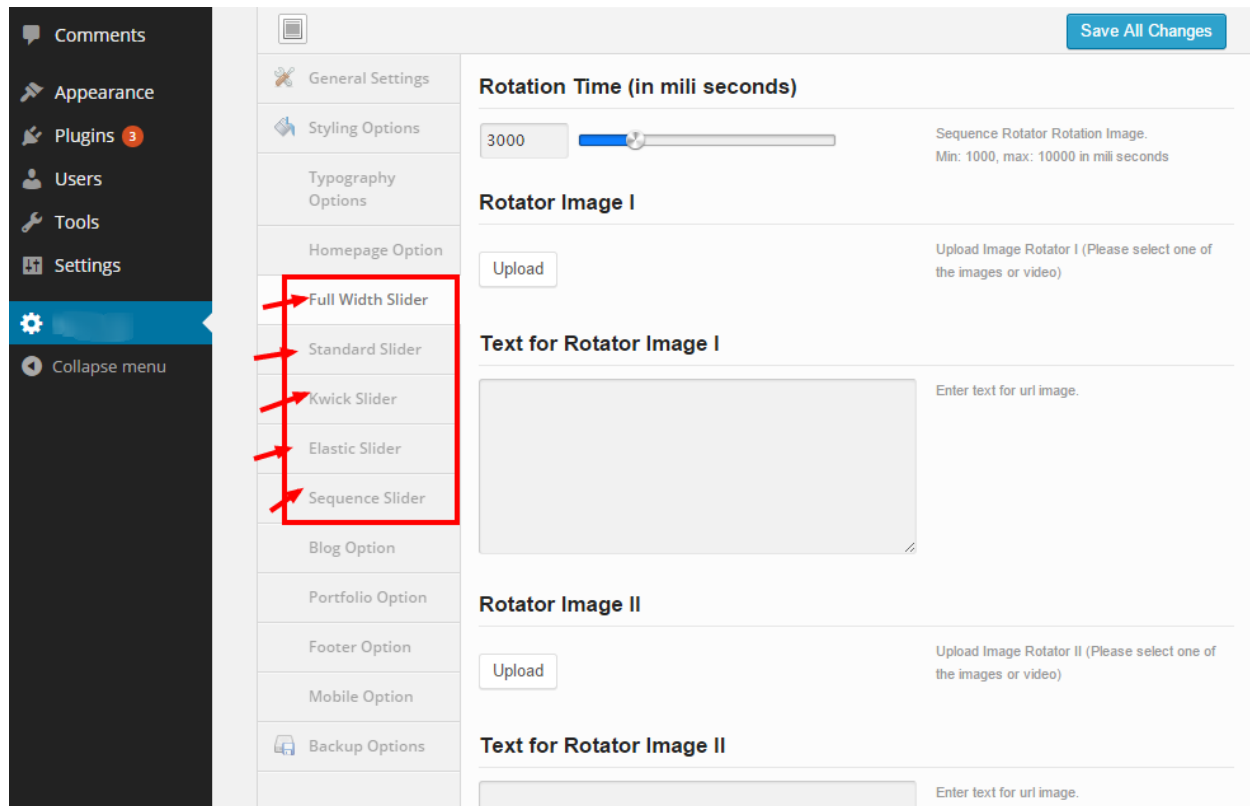 Comments
Appearance
Plugins 3
Users
Tools
Settings
Collapse menu
Save All Changes
General Settings
Styling Options
Typography
Options
Homepage Option
Full Width Slider
Standard Slider
Kwick Slider
Elastic Slider
Sequence Slider
Blog Option
Portfolio Option
Footer Option
Mobile Option
Backup Options
Rotation Time (in mili seconds)
3000
Sequence Rotator Rotation Image.
Min: 1000, max: 10000 in mili seconds
Rotator Image I
Upload
Upload Image Rotator I (Please select one of
the images or video)
Text for Rotator Image I
Enter text for url image.
Rotator Image II
Upload
Upload Image Rotator II (Please select one of
the images or video)
Text for Rotator Image II
Enter text for url image.